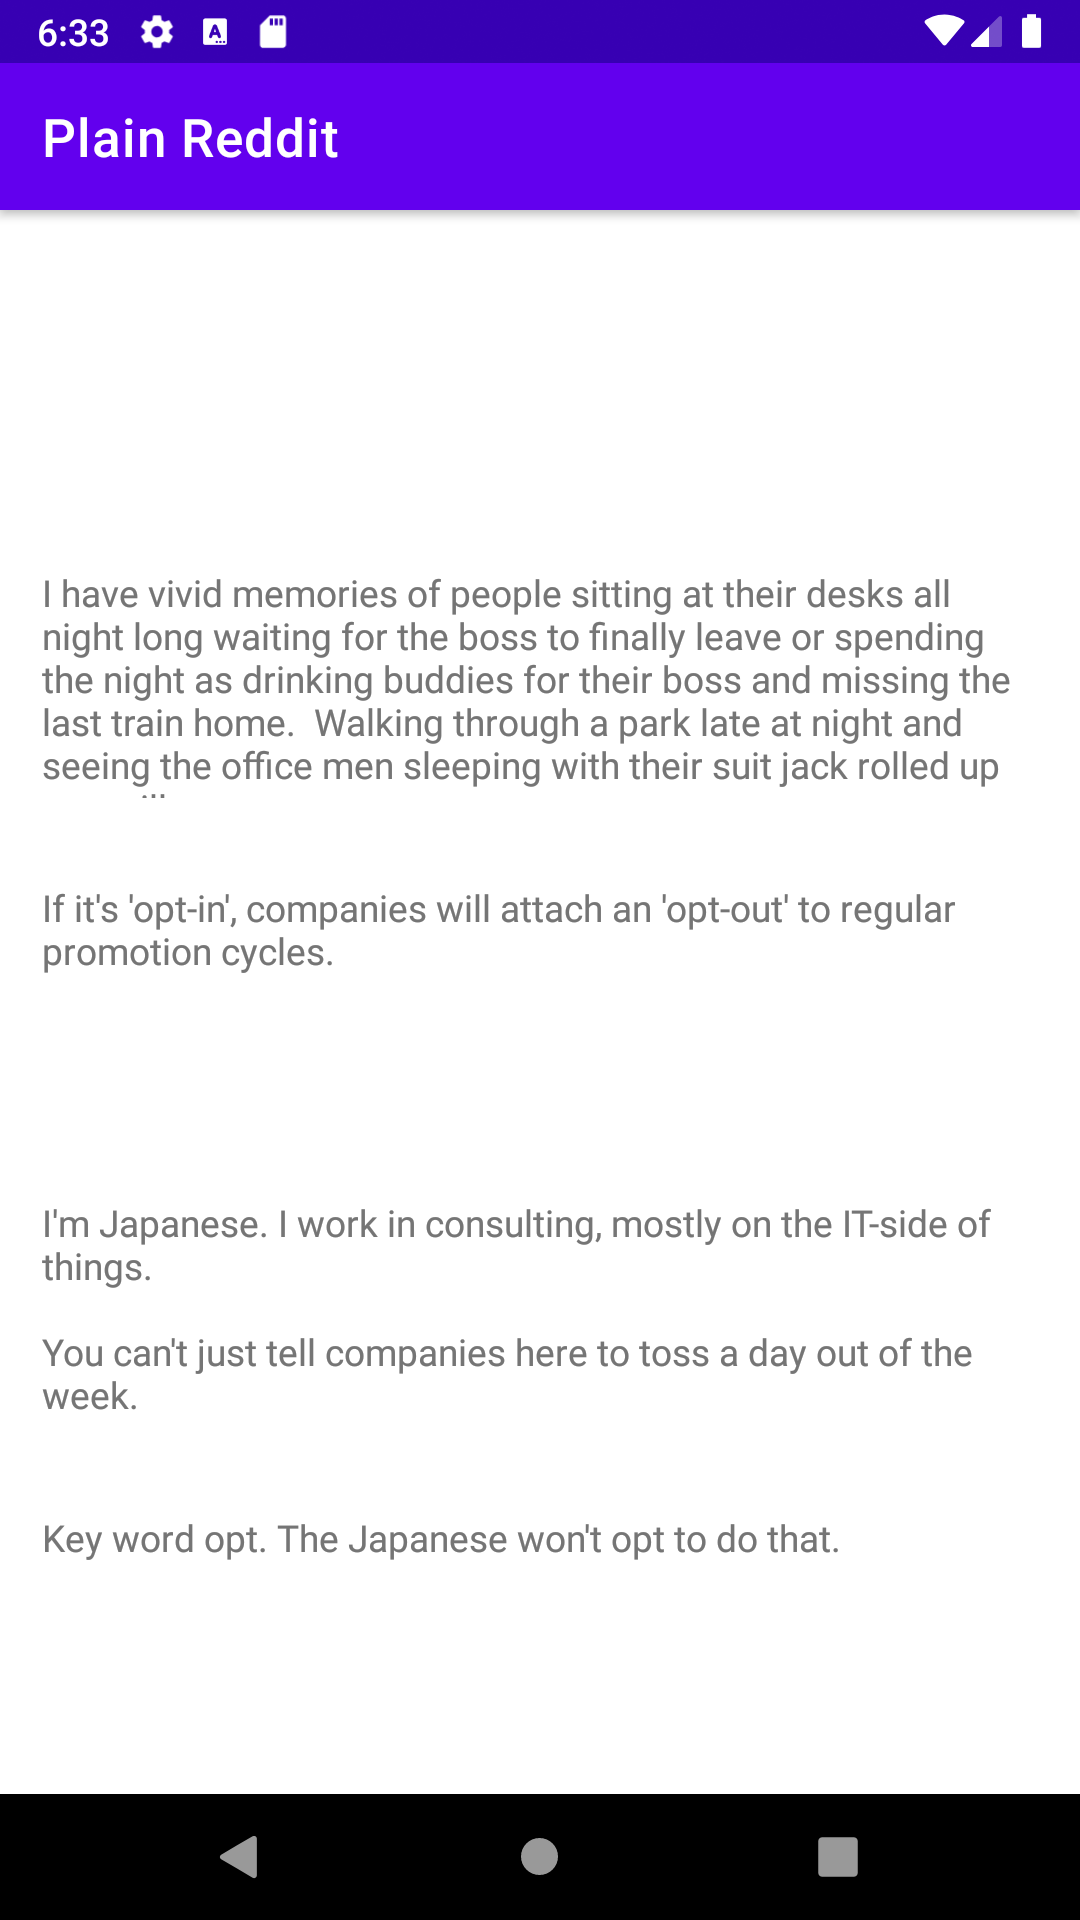 6:33
Plain Reddit
I have vivid memories of people sitting at their desks all
night long waiting for the boss to finally leave or spending
the night as drinking buddies for their boss and missing the
last train home.  Walking through a park late at night and
seeing the office men sleeping with their suit jack rolled up
If it's 'opt-in', companies will attach an 'opt-out' to regular
promotion cycles.
I'm Japanese. I work in consulting, mostly on the IT-side of
things.
You can't just tell companies here to toss a day out of the
week.
Key word opt. The Japanese won't opt to do that.